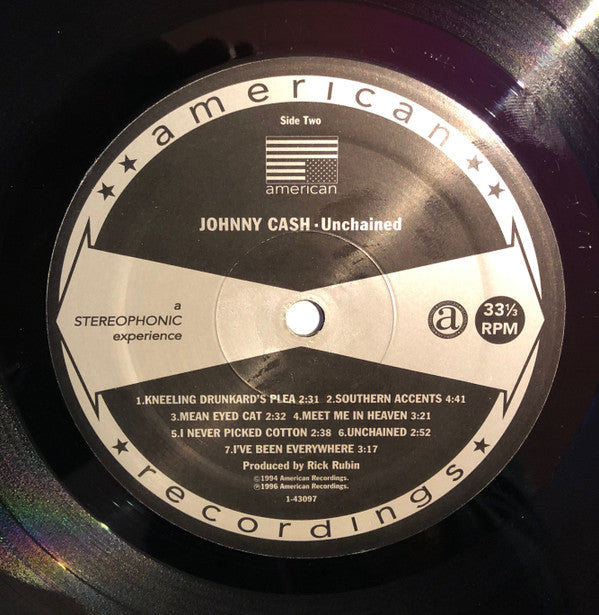 american
Side Two
american
JOHNNY CASH · Unchained
a
STEREOPHONIC
experience
a
33⅓
RPM
1.KNEELING DRUNKARD'S PLEA 2:31 2.SOUTHERN ACCENTS 4:41
3.MEAN EYED CAT 2:32 4.MEET ME IN HEAVEN 3:21
5.I NEVER PICKED COTTON 2:38 6.UNCHAINED 2:52
7.I'VE BEEN EVERYWHERE 3:17
Produced by Rick Rubin
©1994 American Recordings.
℗1996 American Recordings.
1-43097
recordings